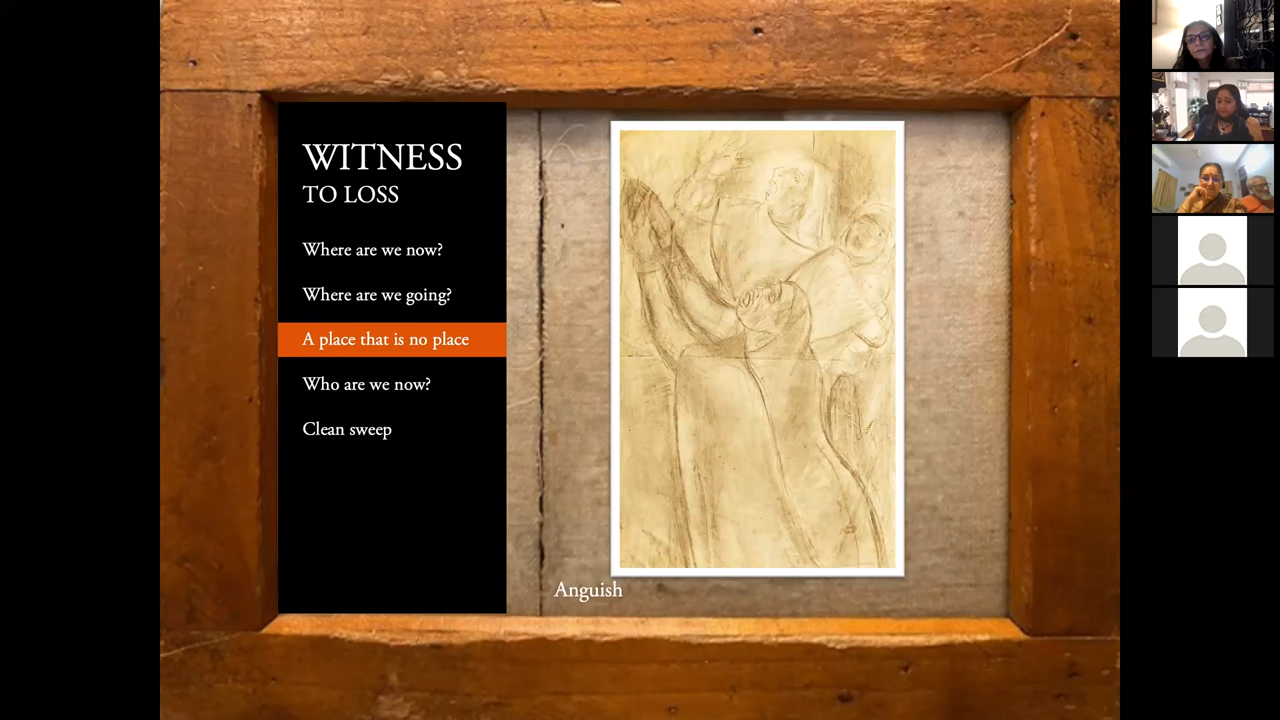 WITNESS
TO LOSS
Where are we now?
Where are we going?
A place that is no place
Who are we now?
Clean sweep
Anguish